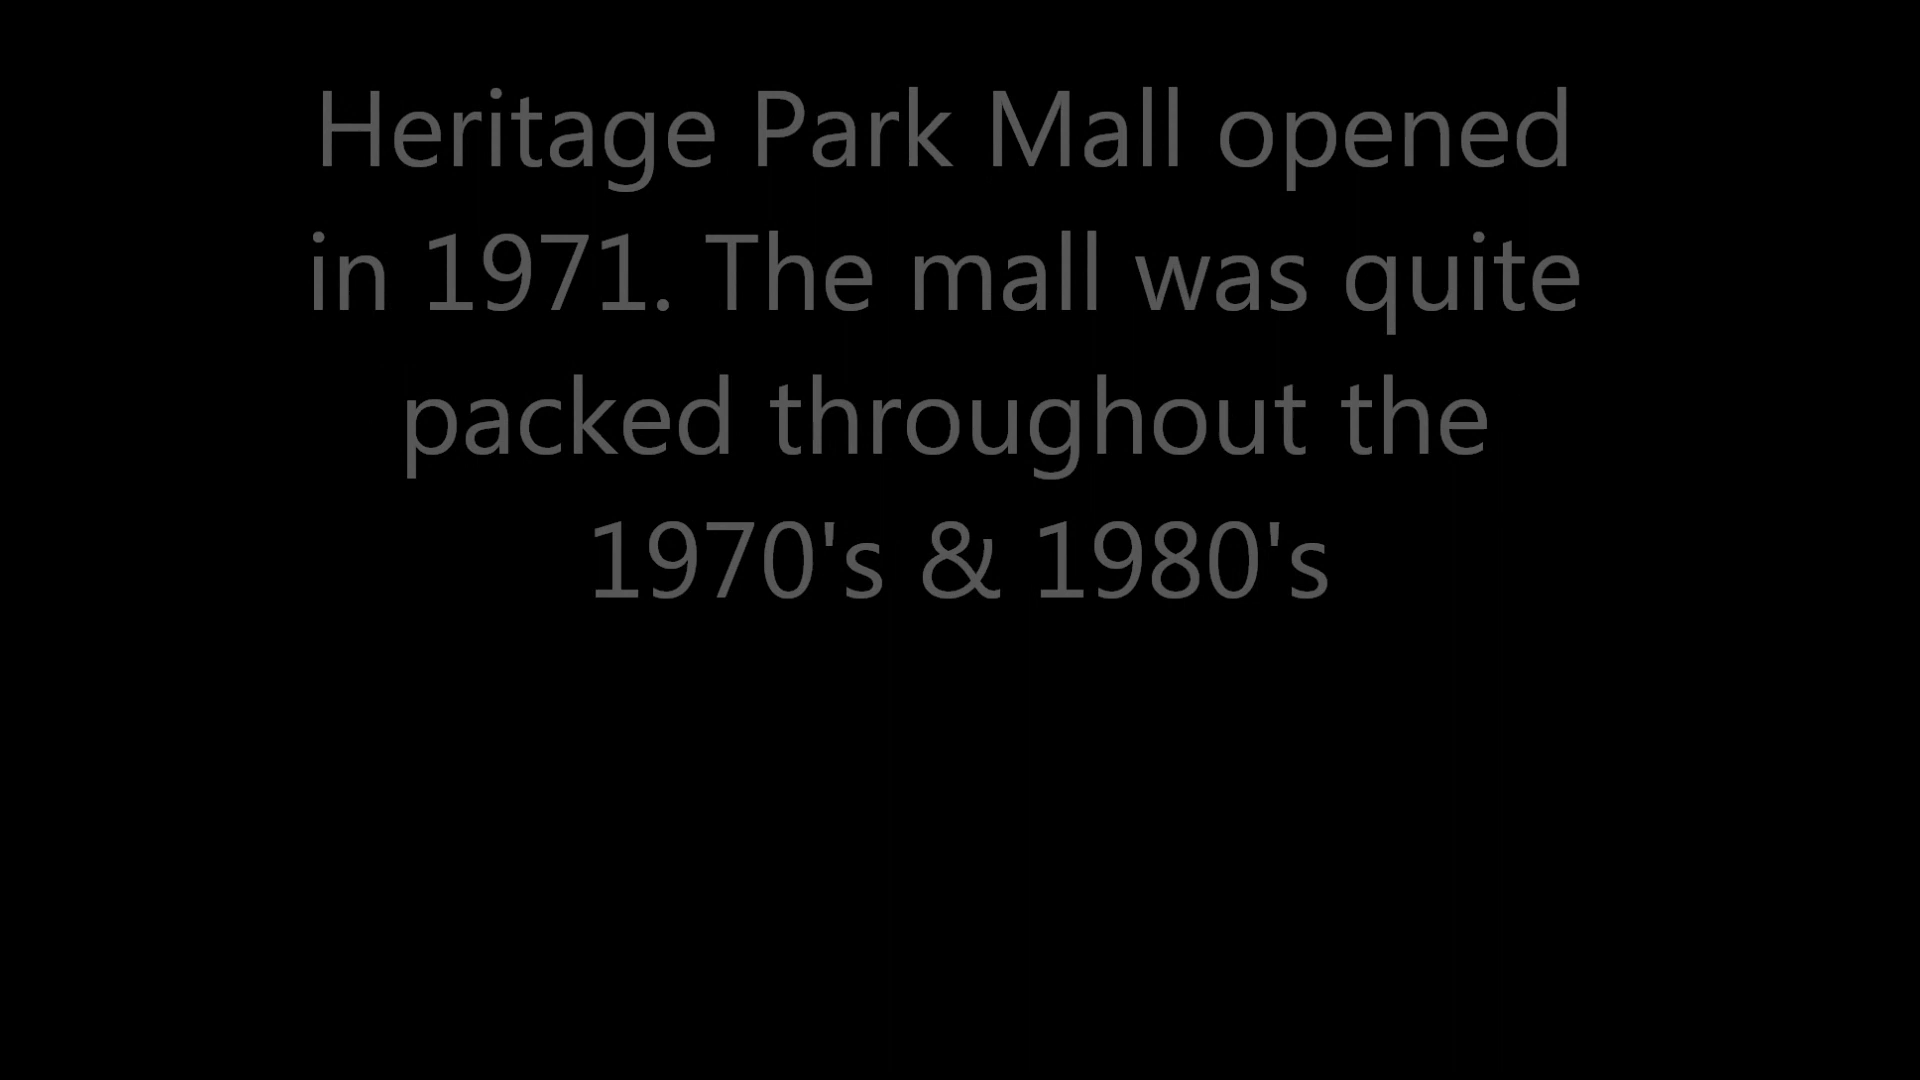 Heritage Park Mall opened
in 1971. The mall was quite
packed throughout the
1970's & 1980's